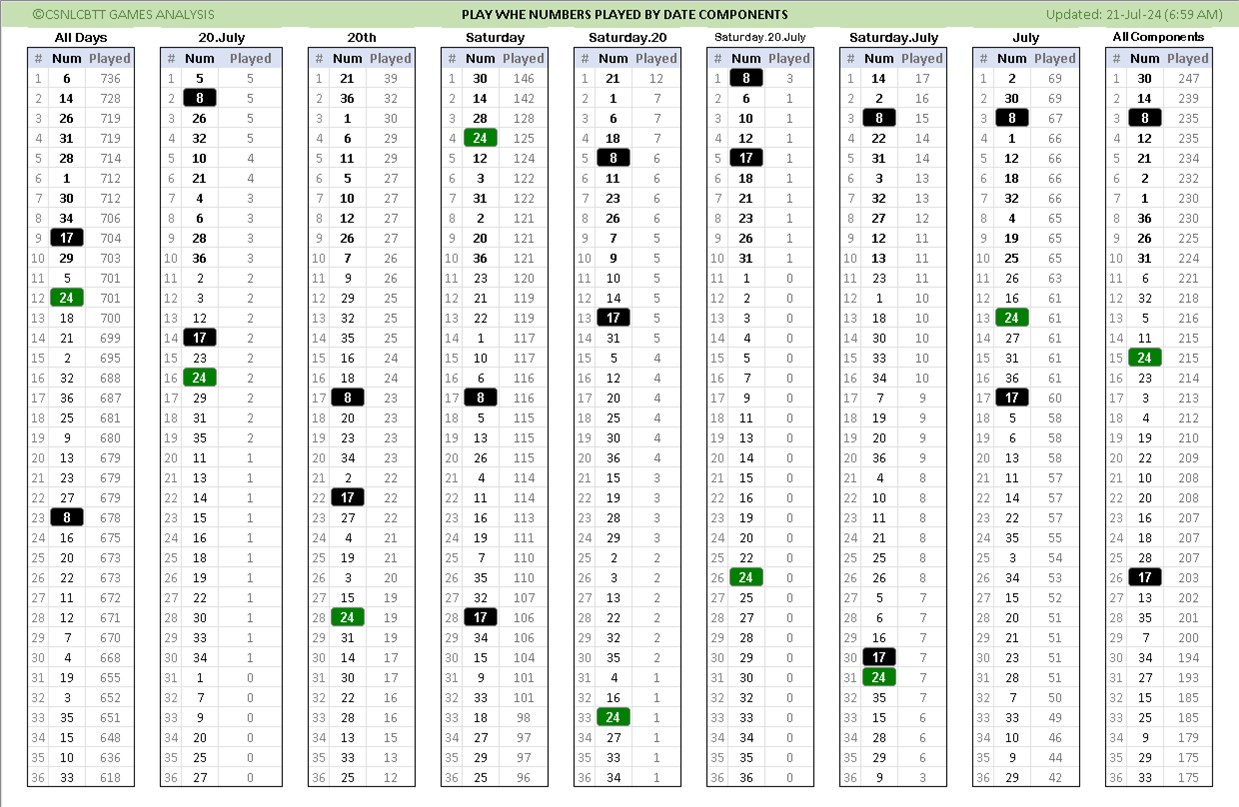 ©CSNLCBTT GAMES ANALYSIS PLAY WHE NUMBERS PLAYED BY DATE COMPONENTS Updated: 21-Jul-24 (6:59 AM)
All Days 20.July 20th Saturday Saturday.20 Saturday.20.July Saturday.July July All Components
# Num Played # Num Played # Num Played # Num Played # Num Played # Num Played # Num Played # Num Played # Num Played
1 6 736 1 5 5 1 21 39 1 30 146 1 21 12 1 8 3 1 14 17 1 2 69 1 30 247
2 14 728 2 8 5 2 36 32 2 14 142 2 1 7 2 6 1 2 2 16 2 30 69 2 14 239
3 26 719 3 26 5 3 1 30 3 28 128 3 6 7 3 10 1 3 8 15 3 8 67 3 8 235
4 31 719 4 32 5 4 6 29 4 24 125 4 18 7 4 12 1 4 22 14 4 1 66 4 12 235
5 28 714 5 10 4 5 11 29 5 12 124 5 8 6 5 17 1 5 31 14 5 12 66 5 21 234
6 1 712 6 21 4 6 5 27 6 3 122 6 11 6 6 18 1 6 3 13 6 18 66 6 2 232
7 30 712 7 4 3 7 10 27 7 31 122 7 23 6 7 21 1 7 32 13 7 32 66 7 1 230
8 34 706 8 6 3 8 12 27 8 2 121 8 26 6 8 23 1 8 27 12 8 4 65 8 36 230
9 17 704 9 28 3 9 26 27 9 20 121 9 7 5 9 26 1 9 12 11 9 19 65 9 26 225
10 29 703 10 36 3 10 7 26 10 36 121 10 9 5 10 31 1 10 13 11 10 25 65 10 31 224
11 5 701 11 2 2 11 9 26 11 23 120 11 10 5 11 1 0 11 23 11 11 26 63 11 6 221
12 24 701 12 3 2 12 29 25 12 21 119 12 14 5 12 2 0 12 1 10 12 16 61 12 32 218
13 18 700 13 12 2 13 32 25 13 22 119 13 17 5 13 3 0 13 18 10 13 24 61 13 5 216
14 21 699 14 17 2 14 35 25 14 1 117 14 31 5 14 4 0 14 30 10 14 27 61 14 11 215
15 2 695 15 23 2 15 16 24 15 10 117 15 5 4 15 5 0 15 33 10 15 31 61 15 24 215
16 32 688 16 24 2 16 18 24 16 6 116 16 12 4 16 7 0 16 34 10 16 36 61 16 23 214
17 36 687 17 29 2 17 8 23 17 8 116 17 20 4 17 9 0 17 7 9 17 17 60 17 3 213
18 25 681 18 31 2 18 20 23 18 5 115 18 25 4 18 11 0 18 19 9 18 5 58 18 4 212
19 9 680 19 35 2 19 23 23 19 13 115 19 30 4 19 13 0 19 20 9 19 6 58 19 19 210
20 13 679 20 11 1 20 34 23 20 26 115 20 36 4 20 14 0 20 36 9 20 13 58 20 22 209
21 23 679 21 13 1 21 2 22 21 4 114 21 15 3 21 15 0 21 4 8 21 11 57 21 10 208
22 27 679 22 14 1 22 17 22 22 11 114 22 19 3 22 16 0 22 10 8 22 14 57 22 20 208
23 8 678 23 15 1 23 27 22 23 16 113 23 28 3 23 19 0 23 11 8 23 22 57 23 16 207
24 16 675 24 16 1 24 4 21 24 19 111 24 29 3 24 20 0 24 21 8 24 35 55 24 18 207
25 20 673 25 18 1 25 19 21 25 7 110 25 2 2 25 22 0 25 25 8 25 3 54 25 28 207
26 22 673 26 19 1 26 3 20 26 35 110 26 3 2 26 24 0 26 26 8 26 34 53 26 17 203
27 11 672 27 22 1 27 15 19 27 32 107 27 13 2 27 25 0 27 5 7 27 15 52 27 13 202
28 12 671 28 30 1 28 24 19 28 17 106 28 22 2 28 27 0 28 6 7 28 20 51 28 35 201
29 7 670 29 33 1 29 31 19 29 34 106 29 32 2 29 28 0 29 16 7 29 21 51 29 7 200
30 4 668 30 34 1 30 14 17 30 15 104 30 35 2 30 29 0 30 17 7 30 23 51 30 34 194
31 19 655 31 1 0 31 30 17 31 9 101 31 4 1 31 30 0 31 24 7 31 28 51 31 27 193
32 3 652 32 7 0 32 22 16 32 33 101 32 16 1 32 32 0 32 35 7 32 7 50 32 15 185
33 35 651 33 9 0 33 28 16 33 18 98 33 24 1 33 33 0 33 15 6 33 33 49 33 25 185
34 15 648 34 20 0 34 13 15 34 27 97 34 27 1 34 34 0 34 28 6 34 10 46 34 9 179
35 10 636 35 25 0 35 33 13 35 29 97 35 33 1 35 35 0 35 29 6 35 9 44 35 29 175
36 33 618 36 27 0 36 25 12 36 25 96 36 34 1 36 36 0 36 9 3 36 29 42 36 33 175